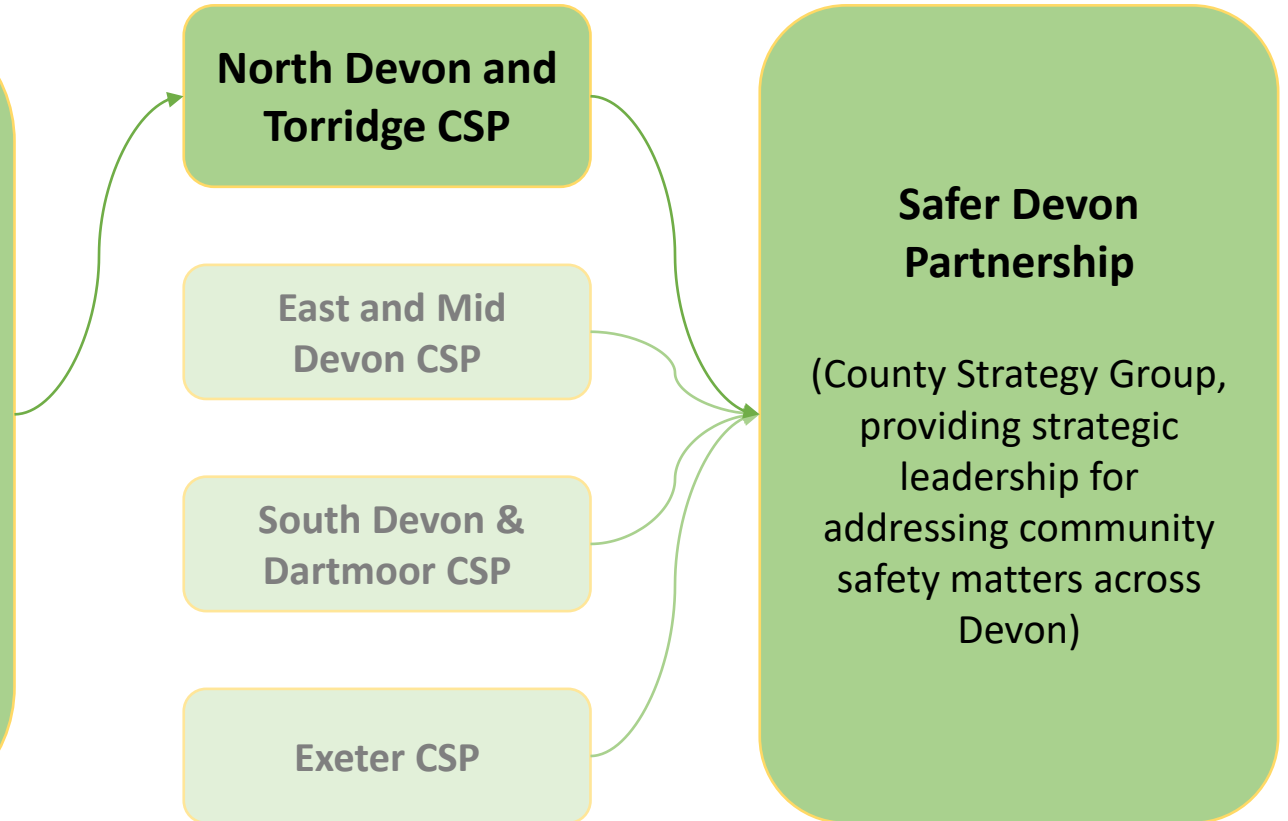 North Devon and
Torridge CSP
East and Mid
Devon CSP
South Devon &
Dartmoor CSP
Exeter CSP
Safer Devon
Partnership
(County Strategy Group,
providing strategic
leadership for
addressing community
safety matters across
Devon)